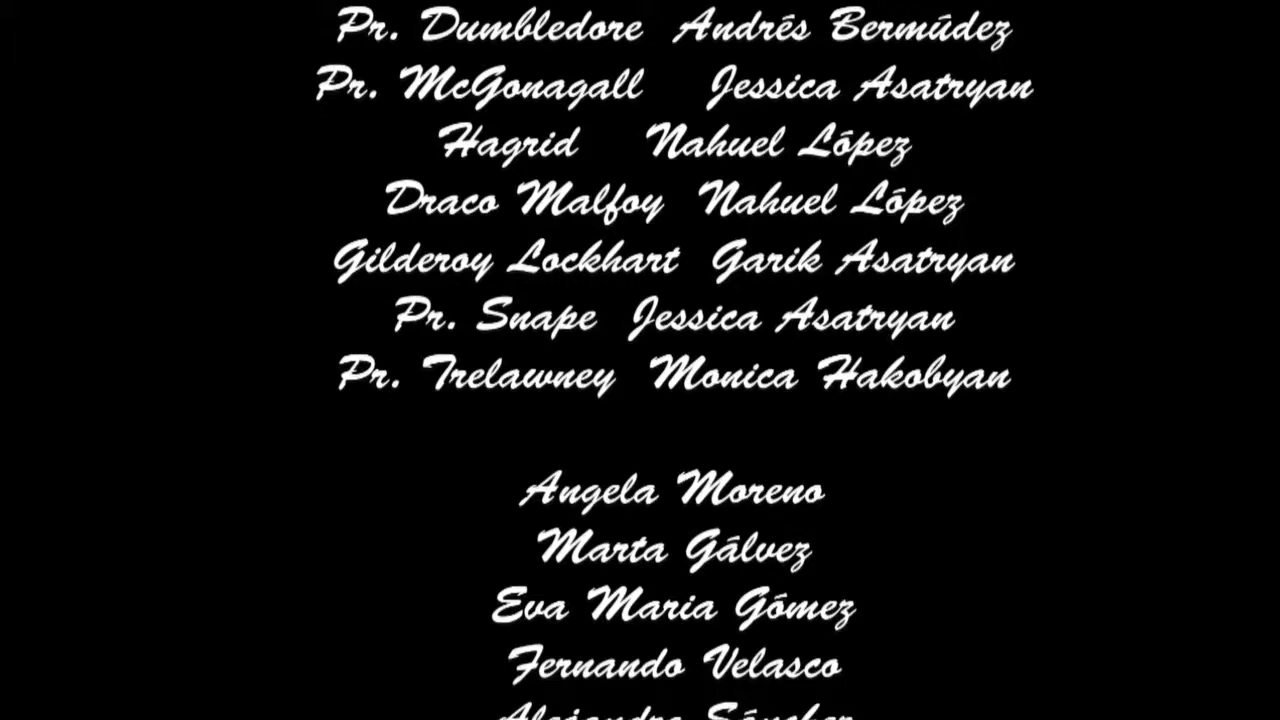 Pr. Dumbledore Andrés Bermúdez
Pr. McGonagall Jessica Asatryan
Hagrid Nahuel López
Draco Malfoy Nahuel López
Gilderoy Lockhart Garik Asatryan
Pr. Snape Jessica Asatryan
Pr. Trelawney Monica Hakobyan
Angela Moreno
Marta Gálvez
Eva Maria Gómez
Fernando Velasco